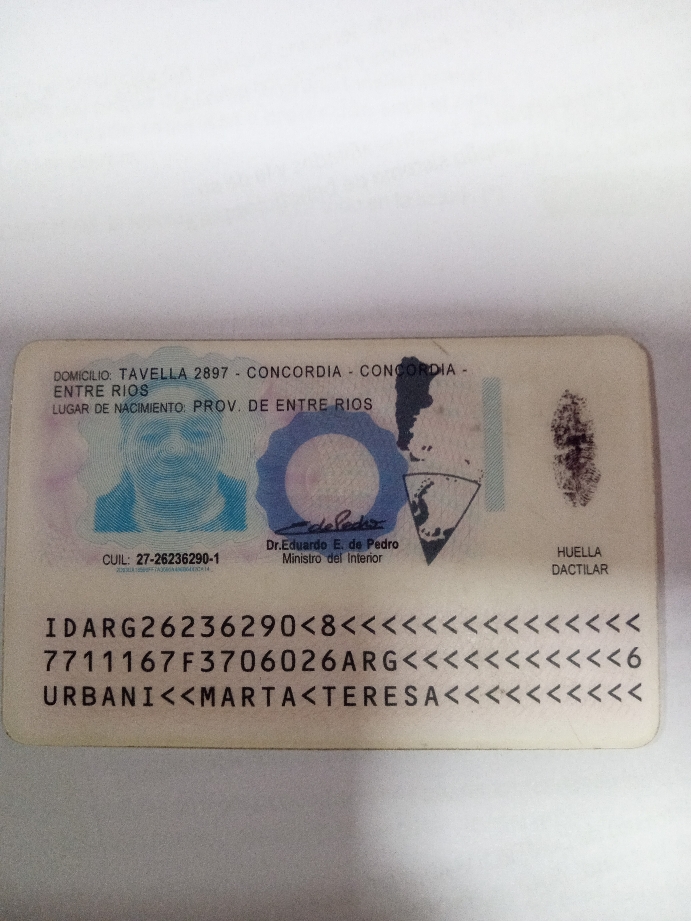 DOMICILIO: TAVELLA 2897 - CONCORDIA - CONCORDIA -
ENTRE RIOS
LUGAR DE NACIMIENTO: PROV. DE ENTRE RIOS
Dr.Eduardo E. de Pedro
Ministro del Interior
CUIL: 27-26236290-1
HUELLA
DACTILAR
IDARG26236290<8<<<<<<<<<<<<<<<
7711167F3706026ARG<<<<<<<<<<<6
URBANI<<MARTA<TERESA<<<<<<<<<<